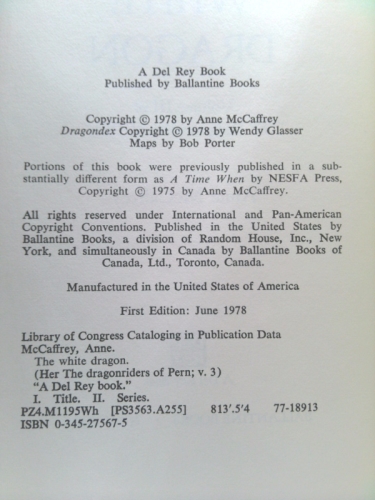 A Del Rey Book
Published by Ballantine Books
Copyright © 1978 by Anne McCaffrey
Dragondex Copyright © 1978 by Wendy Glasser
Maps by Bob Porter
Portions of this book were previously published in a sub-
stantially different form as A Time When by NESFA Press,
Copyright © 1975 by Anne McCaffrey.
All rights reserved under International and Pan-American
Copyright Conventions. Published in the United States by
Ballantine Books, a division of Random House, Inc., New
York, and simultaneously in Canada by Ballantine Books of
Canada, Ltd., Toronto, Canada.
Manufactured in the United States of America
First Edition: June 1978
Library of Congress Cataloging in Publication Data
McCaffrey, Anne.
The white dragon.
(Her The dragonriders of Pern; v. 3)
"A Del Rey book."
I. Title. II. Series.
PZ4.M1195Wh [PS3563.A255] 813'.5'4 77-18913
ISBN 0-345-27567-5